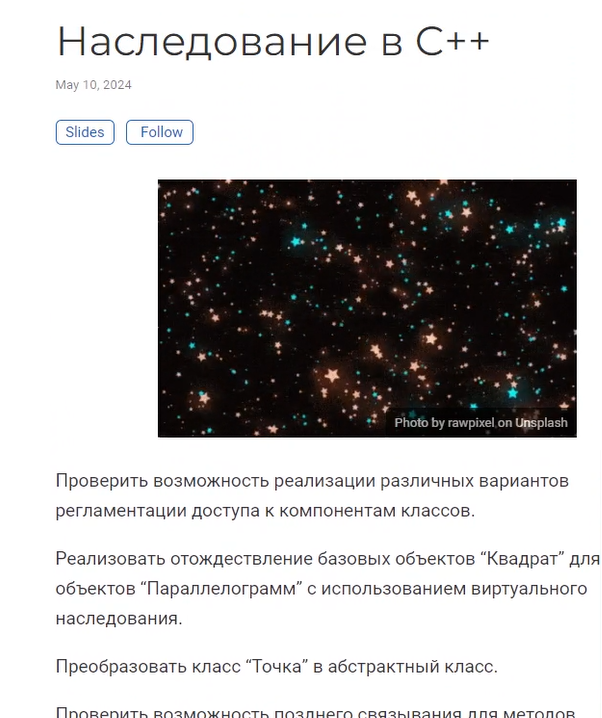 Наследование в C++
May 10, 2024
Slides
Follow
Photo by rawpixel on Unsplash
Проверить возможность реализации различных вариантов
регламентации доступа к компонентам классов.
Реализовать отождествление базовых объектов “Квадрат” для
объектов “Параллелограмм” с использованием виртуального
наследования.
Преобразовать класс “Точка” в абстрактный класс.
Проверить возможность позднего связывания для методов